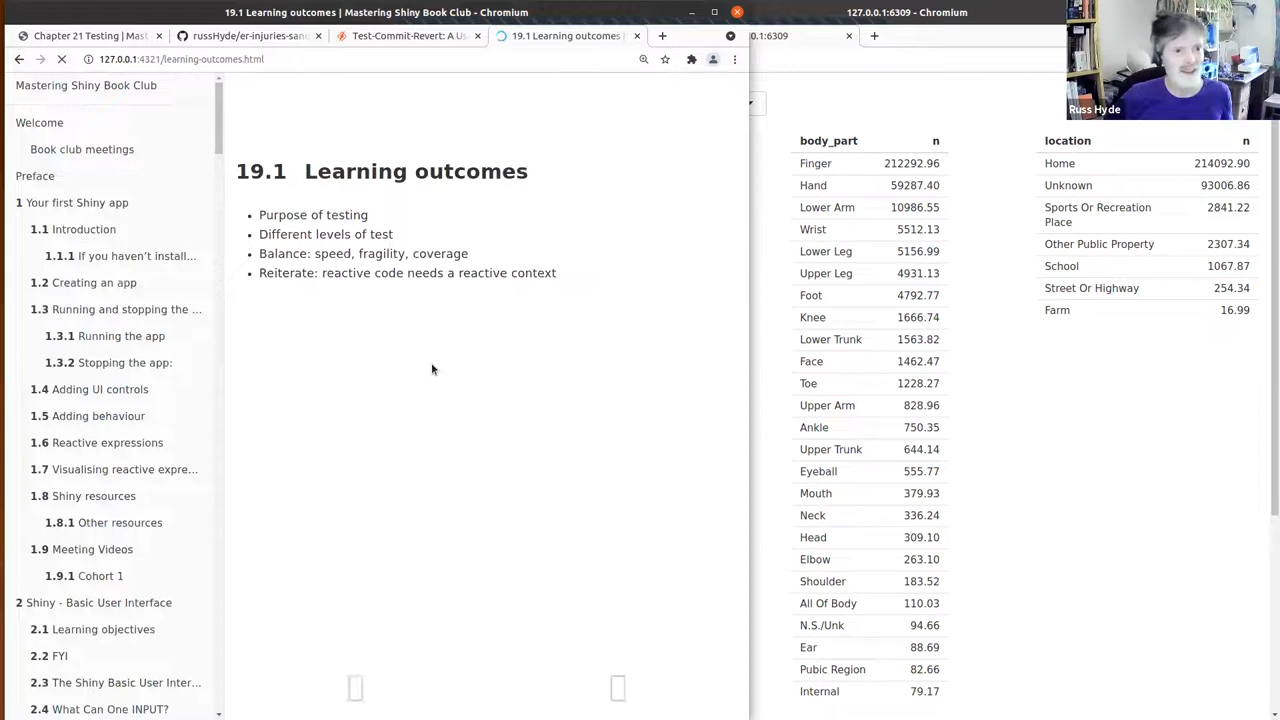 19.1 Learning outcomes | Mastering Shiny Book Club - Chromium
Chapter 21 Testing | Mast
russHyde/er-injuries-sand
Test-Commit-Revert: A Us
19.1 Learning outcomes |
127.0.0.1:4321/learning-outcomes.html
Mastering Shiny Book Club
Welcome
Book club meetings
Preface
1 Your first Shiny app
1.1 Introduction
1.1.1 If you haven’t install...
1.2 Creating an app
1.3 Running and stopping the ...
1.3.1 Running the app
1.3.2 Stopping the app:
1.4 Adding UI controls
1.5 Adding behaviour
1.6 Reactive expressions
1.7 Visualising reactive expre...
1.8 Shiny resources
1.8.1 Other resources
1.9 Meeting Videos
1.9.1 Cohort 1
2 Shiny - Basic User Interface
2.1 Learning objectives
2.2 FYI
2.3 The Shiny Basic User Inter...
2.4 What Can One INPUT?
19.1 Learning outcomes
• Purpose of testing
• Different levels of test
• Balance: speed, fragility, coverage
• Reiterate: reactive code needs a reactive context
127.0.0.1:6309 - Chromium
.1:6309
Russ Hyde
body_part n
Finger 212292.96
Hand 59287.40
Lower Arm 10986.55
Wrist 5512.13
Lower Leg 5156.99
Upper Leg 4931.13
Foot 4792.77
Knee 1666.74
Lower Trunk 1563.82
Face 1462.47
Toe 1228.27
Upper Arm 828.96
Ankle 750.35
Upper Trunk 644.14
Eyeball 555.77
Mouth 379.93
Neck 336.24
Head 309.10
Elbow 263.10
Shoulder 183.52
All Of Body 110.03
N.S./Unk 94.66
Ear 88.69
Pubic Region 82.66
Internal 79.17
location n
Home 214092.90
Unknown 93006.86
Sports Or Recreation 2841.22
Place
Other Public Property 2307.34
School 1067.87
Street Or Highway 254.34
Farm 16.99